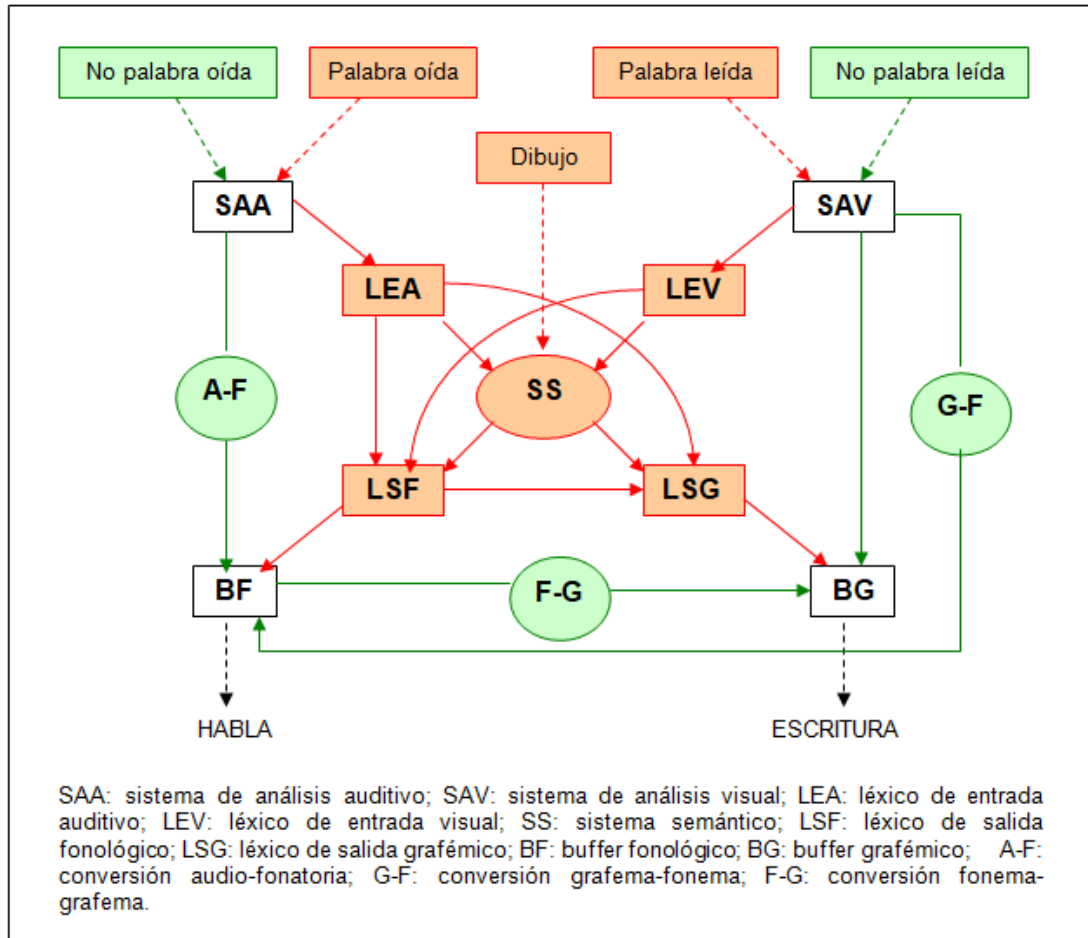 No palabra oída
Palabra oída
Palabra leída
No palabra leída
Dibujo
SAA
SAV
LEA
LEV
A-F
SS
G-F
LSF
LSG
BF
F-G
BG
HABLA
ESCRITURA
SAA: sistema de análisis auditivo; SAV: sistema de análisis visual; LEA: léxico de entrada
auditivo; LEV: léxico de entrada visual; SS: sistema semántico; LSF: léxico de salida
fonológico; LSG: léxico de salida grafémico; BF: buffer fonológico; BG: buffer grafémico; A-F:
conversión audio-fonatoria; G-F: conversión grafema-fonema; F-G: conversión fonema-
grafema.